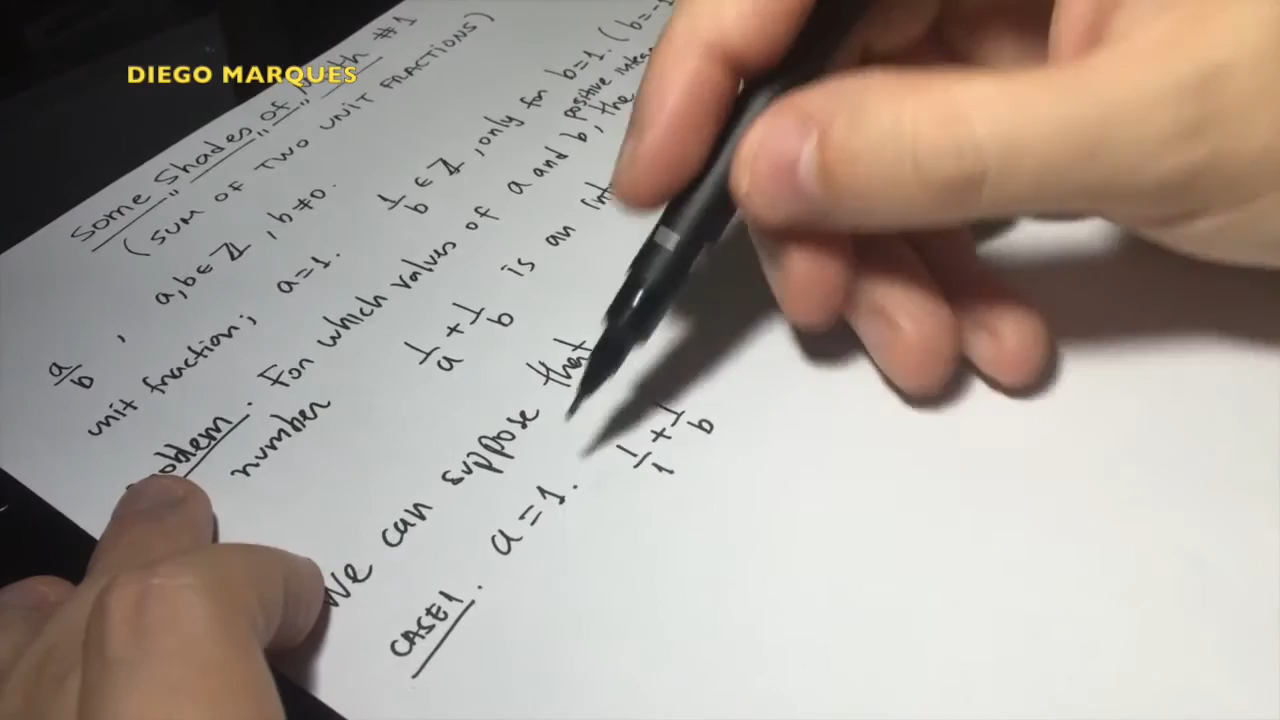 DIEGO MARQUES
"Some Shades" of "Math #1
(SUM OF TWO UNIT FRACTIONS)
a/b , a,b ∈ ℤ , b≠0.
unit fraction; a=1. 1/b ∈ ℤ , only for b=1. (b=-1
Problem. For which values of a and b positive, the
number 1/a + 1/b is an
We can suppose that
CASE1. a=1. 1/1 + 1/b